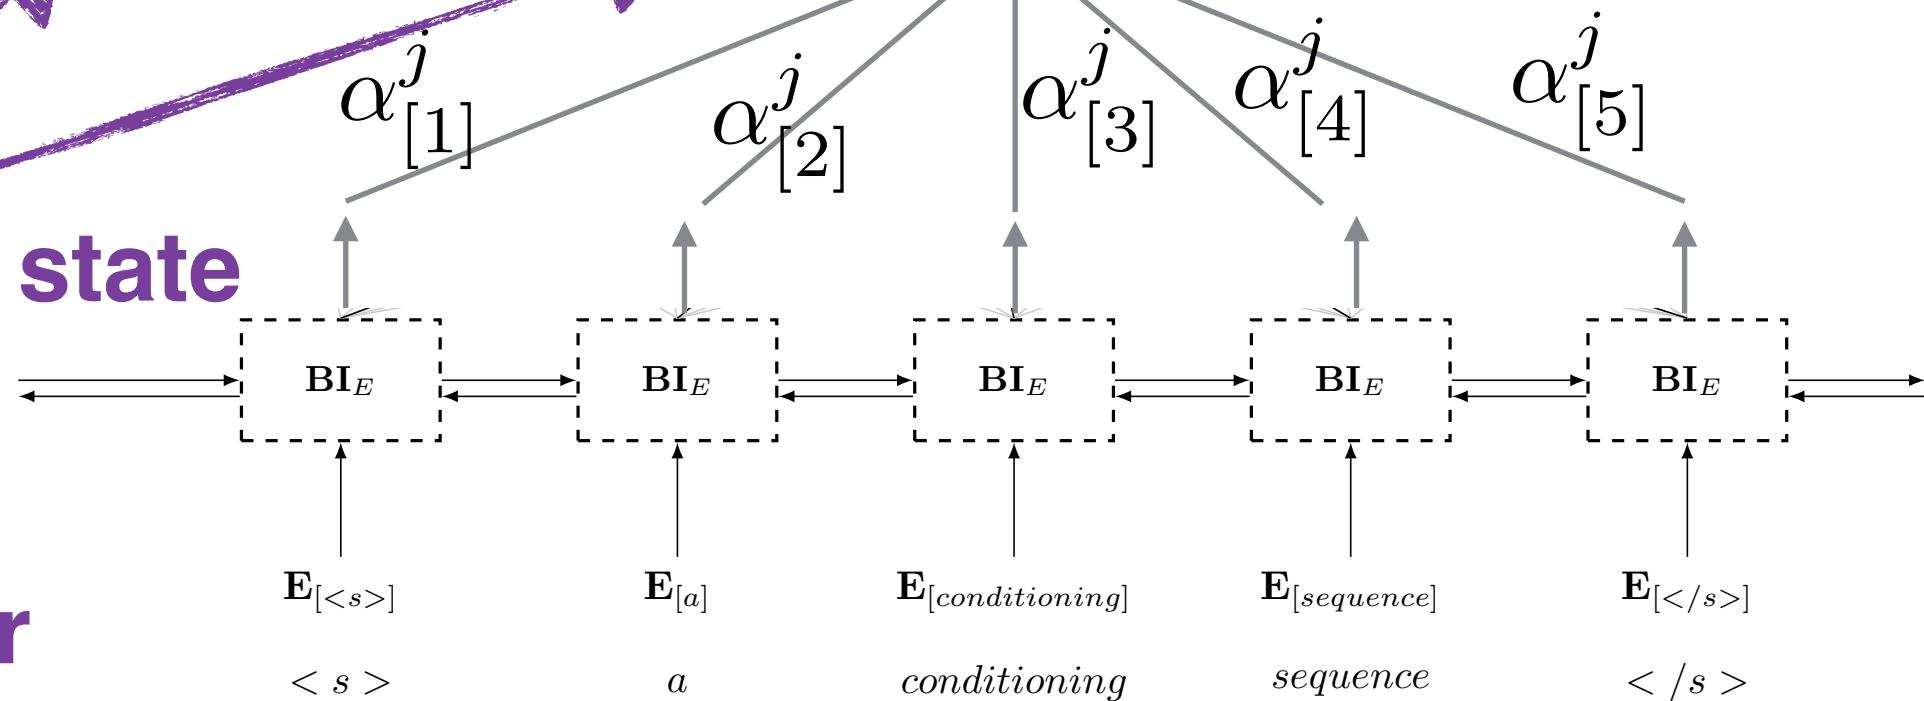 α^j_[1] α^j_[2] α^j_[3] α^j_[4] α^j_[5]
state
BI_E BI_E BI_E BI_E BI_E
E_[<s>] E_[a] E_[conditioning] E_[sequence] E_[</s>]
r
< s > a conditioning sequence < /s >